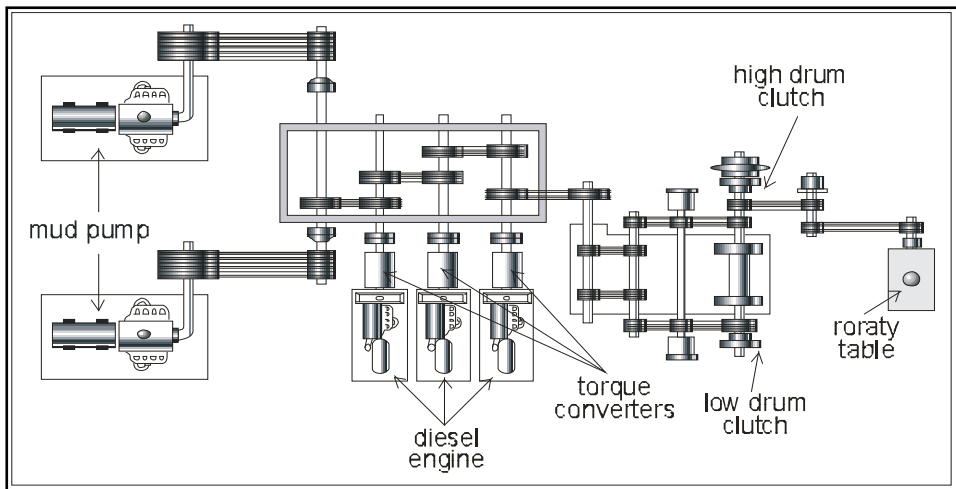 high drum
clutch
mud pump
roraty
table
torque
converters
low drum
clutch
diesel
engine